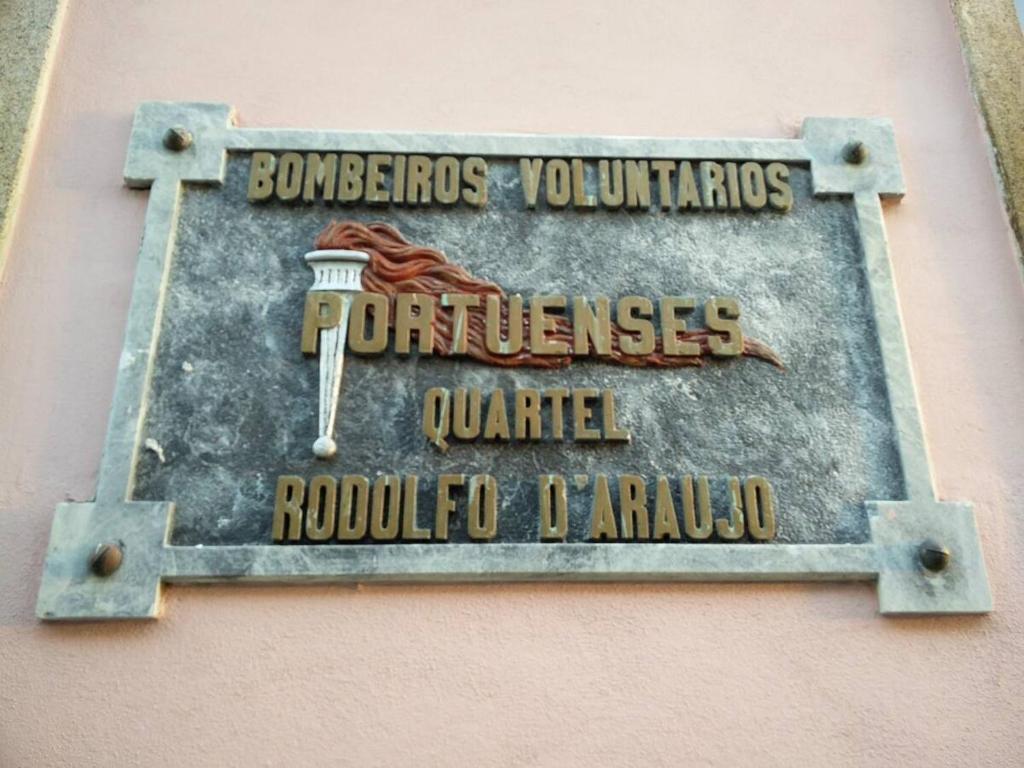 BOMBEIROS VOLUNTARIOS
PORTUENSES
QUARTEL
RODOLFO D'ARAUJO